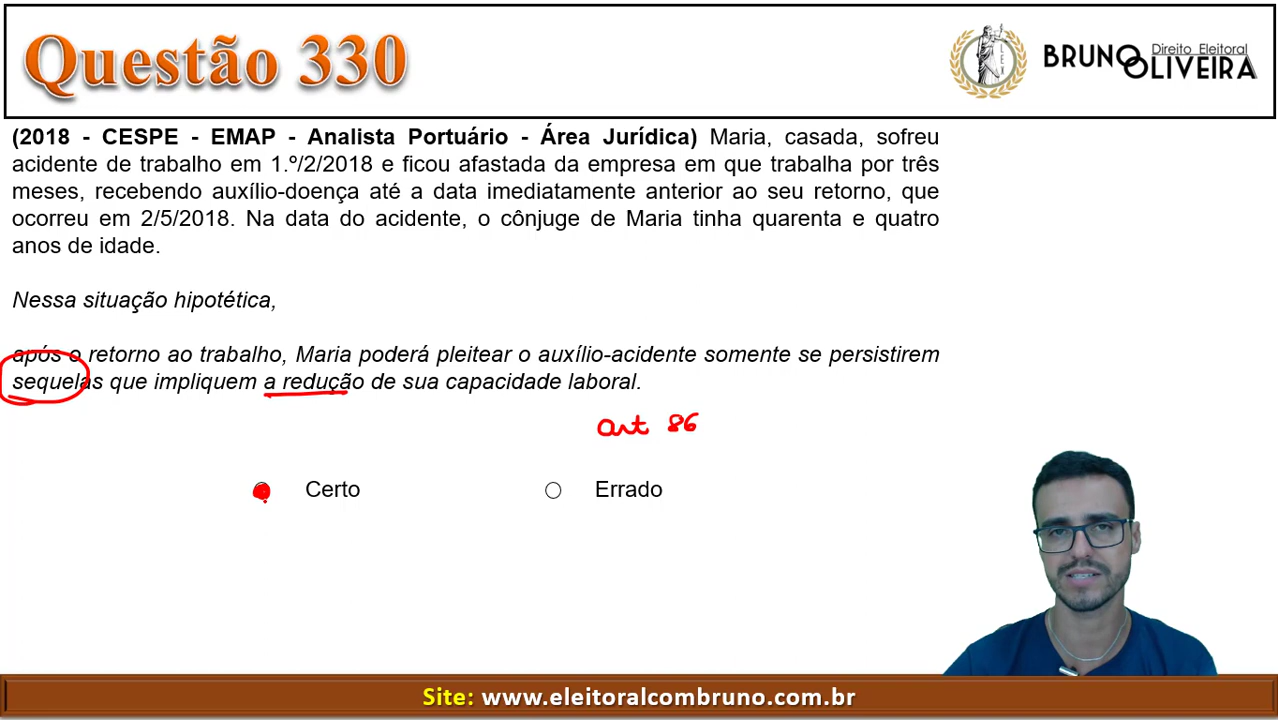 Questão 330
BRUNO OLIVEIRA
Direito Eleitoral
LEX
(2018 - CESPE - EMAP - Analista Portuário - Área Jurídica) Maria, casada, sofreu
acidente de trabalho em 1.º/2/2018 e ficou afastada da empresa em que trabalha por três
meses, recebendo auxílio-doença até a data imediatamente anterior ao seu retorno, que
ocorreu em 2/5/2018. Na data do acidente, o cônjuge de Maria tinha quarenta e quatro
anos de idade.
Nessa situação hipotética,
após o retorno ao trabalho, Maria poderá pleitear o auxílio-acidente somente se persistirem
sequelas que impliquem a redução de sua capacidade laboral.
art 86
Certo Errado
Site: www.eleitoralcombruno.com.br